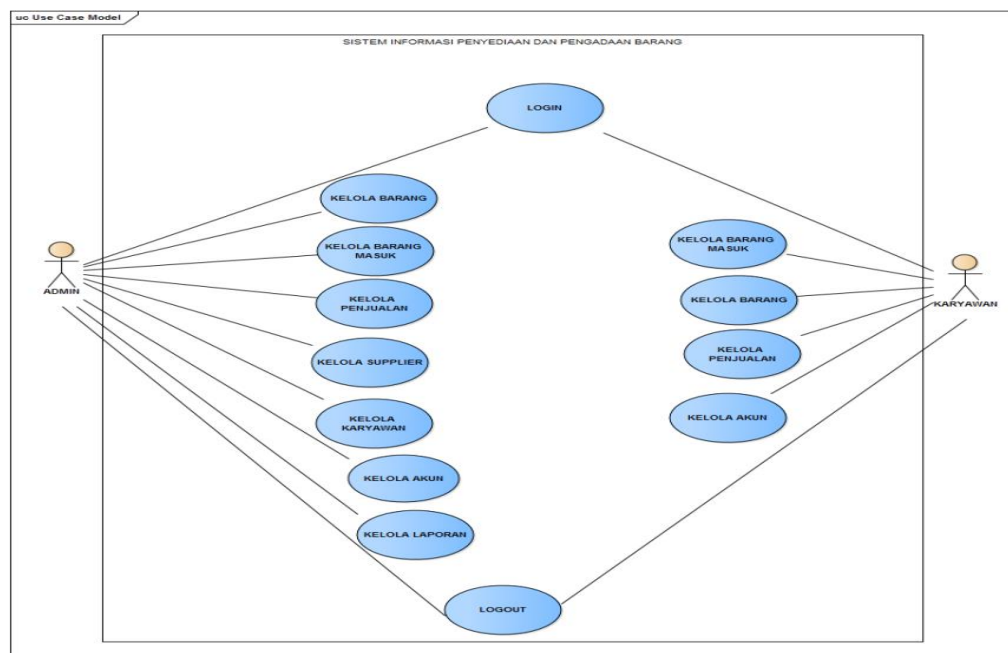 uc Use Case Model
SISTEM INFORMASI PENYEDIAAN DAN PENGADAAN BARANG
LOGIN
KELOLA BARANG
KELOLA BARANG
MASUK
KELOLA
PENJUALAN
KELOLA SUPPLIER
KELOLA
KARYAWAN
KELOLA AKUN
KELOLA LAPORAN
LOGOUT
ADMIN
KELOLA BARANG
MASUK
KELOLA BARANG
KELOLA
PENJUALAN
KELOLA AKUN
KARYAWAN